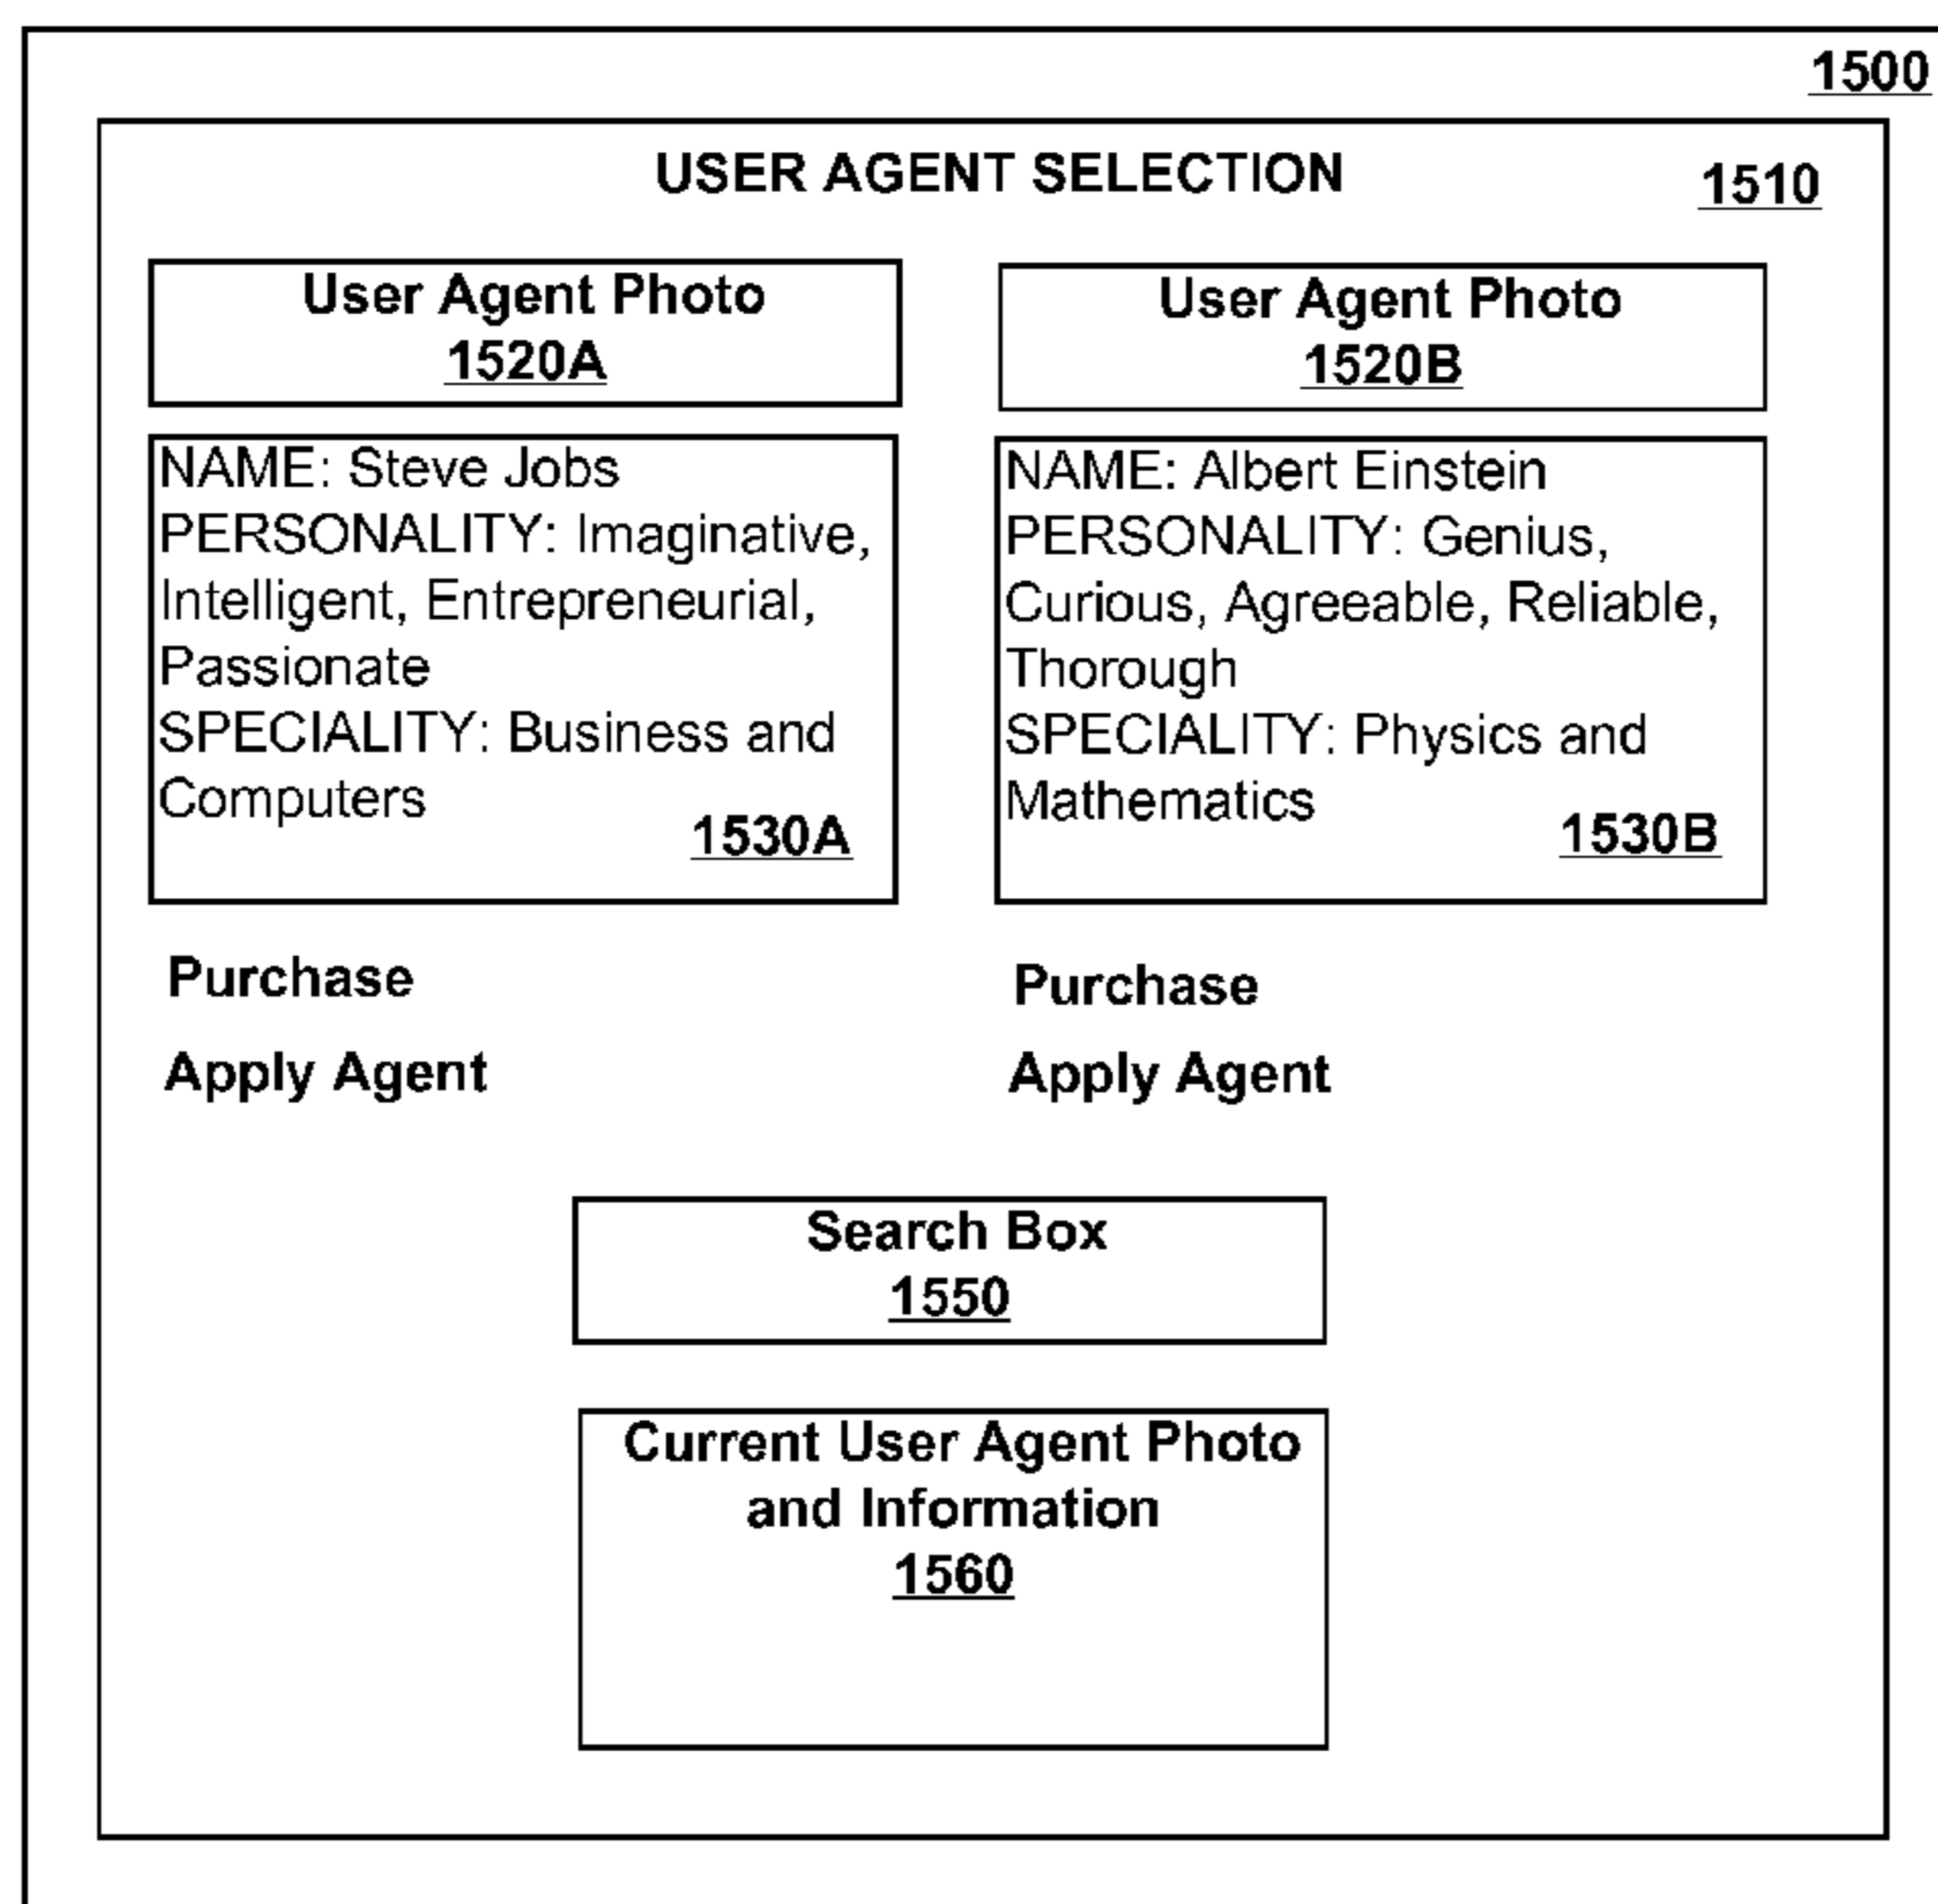 1500
USER AGENT SELECTION
1510
User Agent Photo
1520A
User Agent Photo
1520B
NAME: Steve Jobs
PERSONALITY: Imaginative,
Intelligent, Entrepreneurial,
Passionate
SPECIALITY: Business and
Computers
1530A
NAME: Albert Einstein
PERSONALITY: Genius,
Curious, Agreeable, Reliable,
Thorough
SPECIALITY: Physics and
Mathematics
1530B
Purchase
Apply Agent
Purchase
Apply Agent
Search Box
1550
Current User Agent Photo
and Information
1560